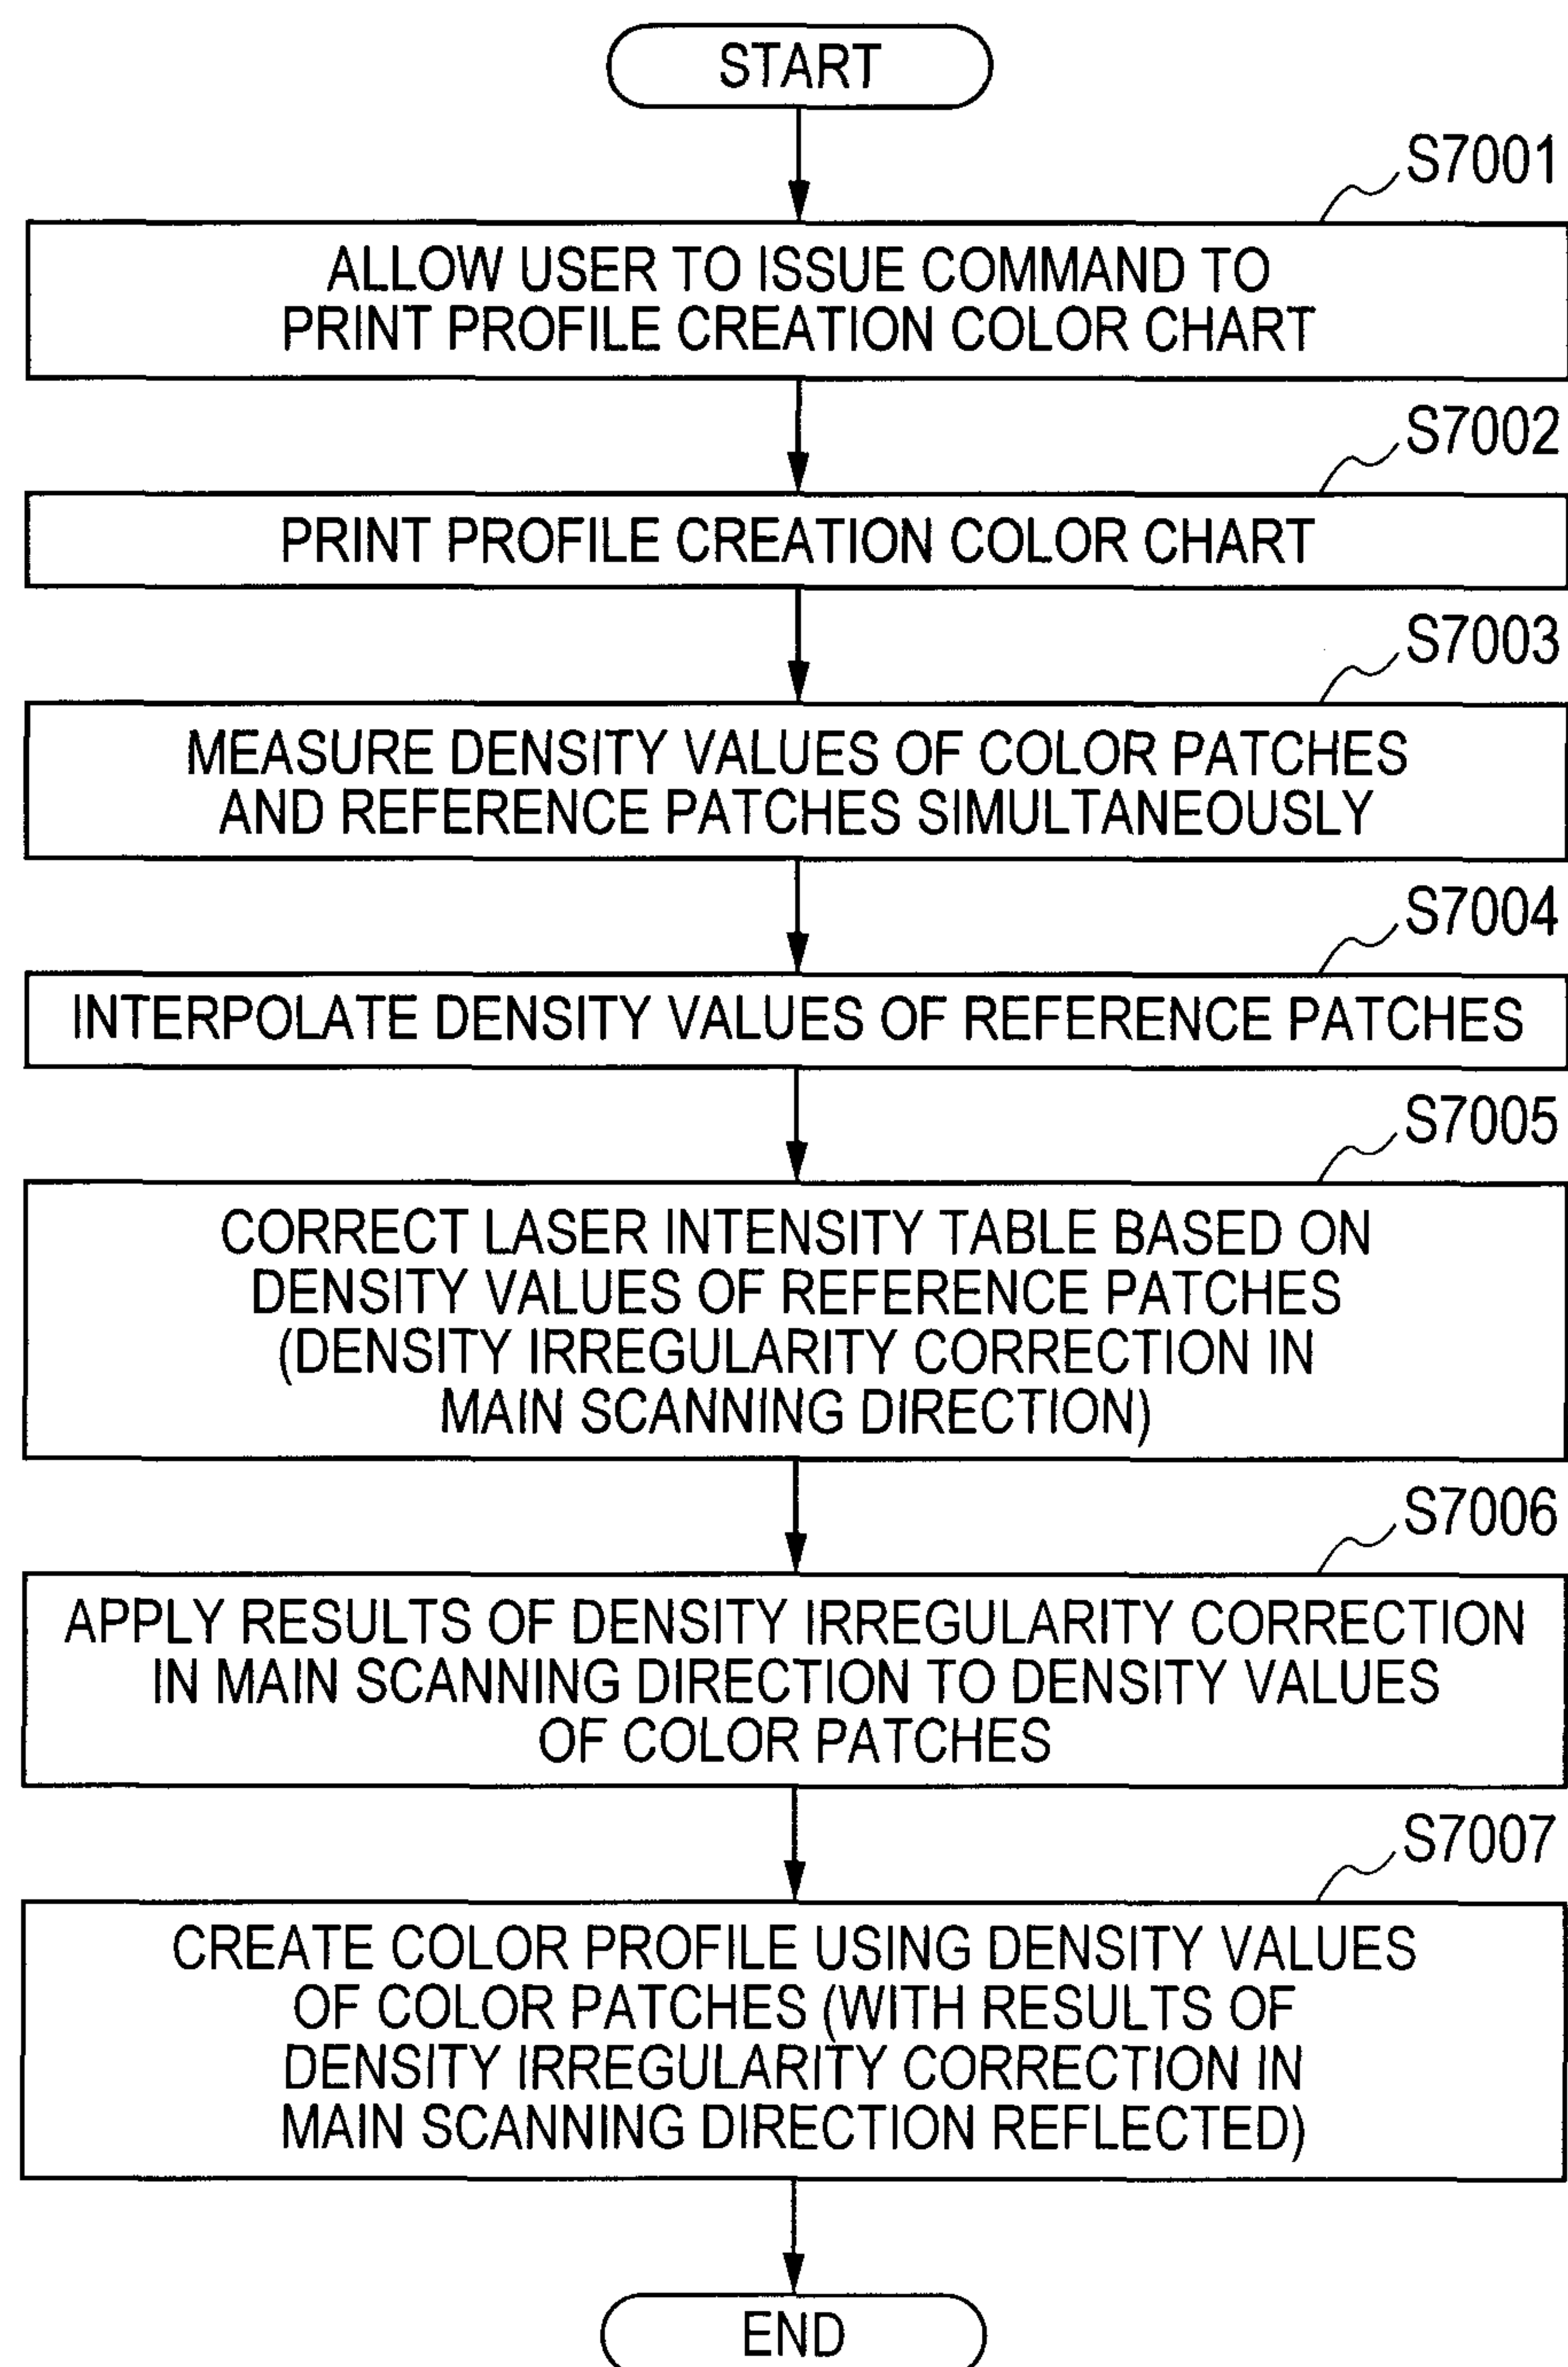 START
S7001
ALLOW USER TO ISSUE COMMAND TO
PRINT PROFILE CREATION COLOR CHART
S7002
PRINT PROFILE CREATION COLOR CHART
S7003
MEASURE DENSITY VALUES OF COLOR PATCHES
AND REFERENCE PATCHES SIMULTANEOUSLY
S7004
INTERPOLATE DENSITY VALUES OF REFERENCE PATCHES
S7005
CORRECT LASER INTENSITY TABLE BASED ON
DENSITY VALUES OF REFERENCE PATCHES
(DENSITY IRREGULARITY CORRECTION IN
MAIN SCANNING DIRECTION)
S7006
APPLY RESULTS OF DENSITY IRREGULARITY CORRECTION
IN MAIN SCANNING DIRECTION TO DENSITY VALUES
OF COLOR PATCHES
S7007
CREATE COLOR PROFILE USING DENSITY VALUES
OF COLOR PATCHES (WITH RESULTS OF
DENSITY IRREGULARITY CORRECTION IN
MAIN SCANNING DIRECTION REFLECTED)
END